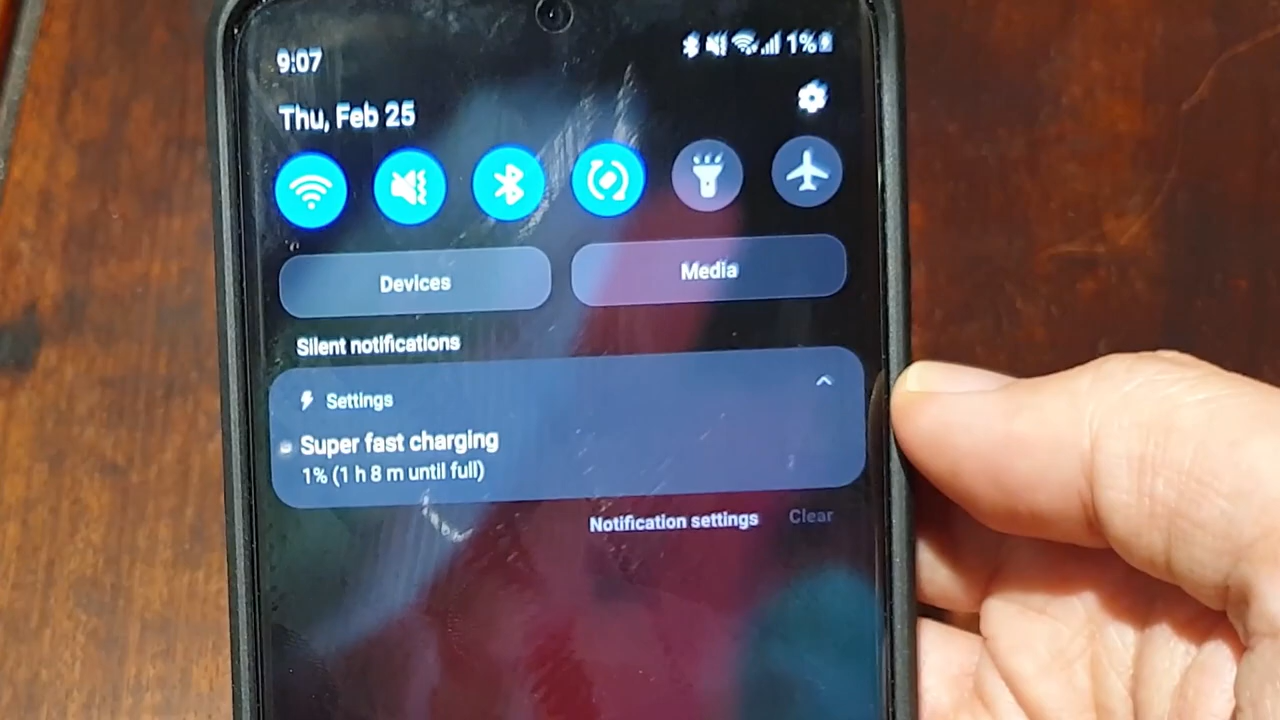 9:07
1%
Thu, Feb 25
Devices
Media
Silent notifications
Settings
Super fast charging
1% (1 h 8 m until full)
Notification settings
Clear